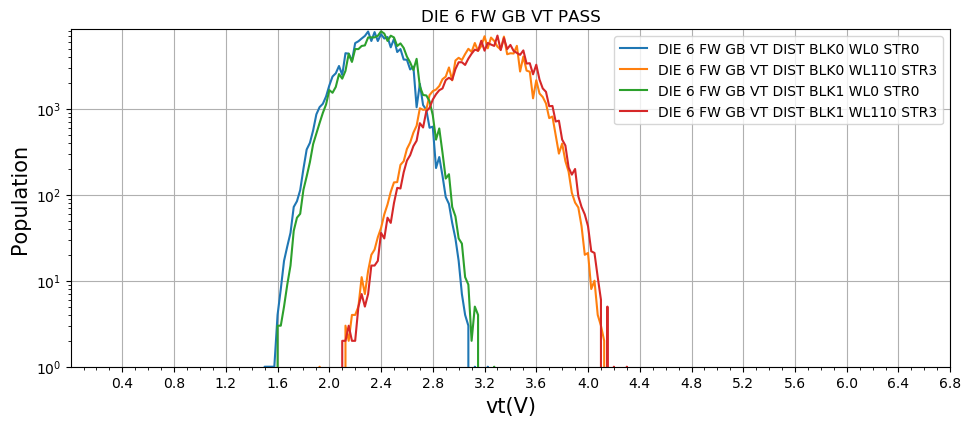 DIE 6 FW GB VT PASS
DIE 6 FW GB VT DIST BLK0 WL0 STR0
DIE 6 FW GB VT DIST BLK0 WL110 STR3
DIE 6 FW GB VT DIST BLK1 WL0 STR0
DIE 6 FW GB VT DIST BLK1 WL110 STR3
Population
10³
10²
10¹
10⁰
0.4 0.8 1.2 1.6 2.0 2.4 2.8 3.2 3.6 4.0 4.4 4.8 5.2 5.6 6.0 6.4 6.8
vt(V)